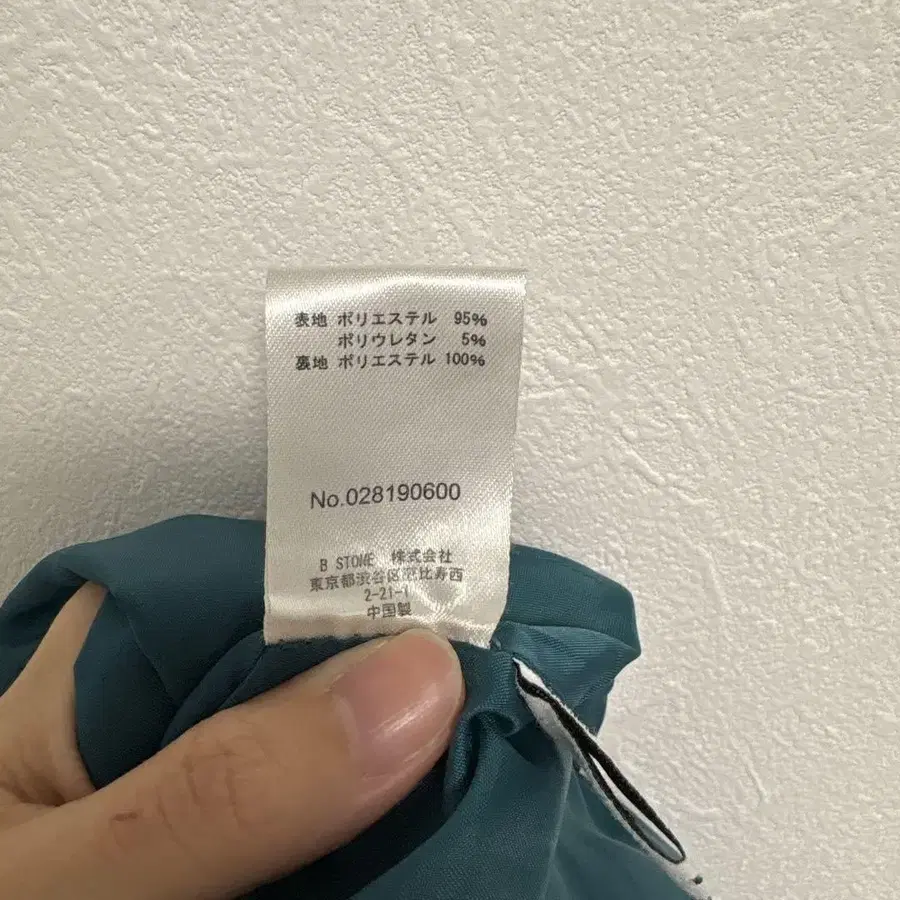 表地 ポリエステル 95%
ポリウレタン 5%
裏地 ポリエステル 100%
No.028190600
B STONE 株式会社
東京都渋谷区恵比寿西
2-21-1
中国製